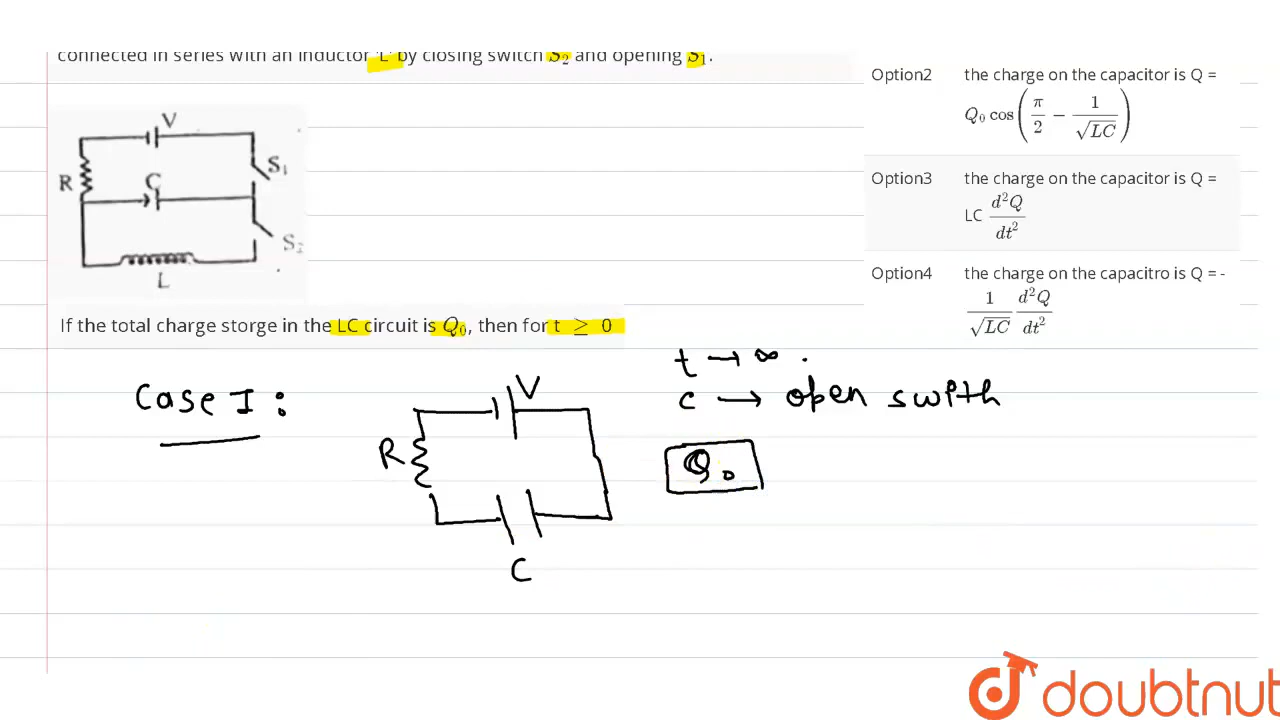 connected in series with an inductor 'L' by closing switch S₂ and opening S₁.
V
R
C
S₁
S₂
L
If the total charge storge in the LC circuit is Q₀, then for t ≥ 0
Option2 the charge on the capacitor is Q =
Q₀ cos(π/2 − 1/√LC)
Option3 the charge on the capacitor is Q =
LC d²Q/dt²
Option4 the charge on the capacitro is Q = -
1/√LC d²Q/dt²
Case I:
V
R
C
t → ∞ .
C → open swith
Q₀
doubtnut